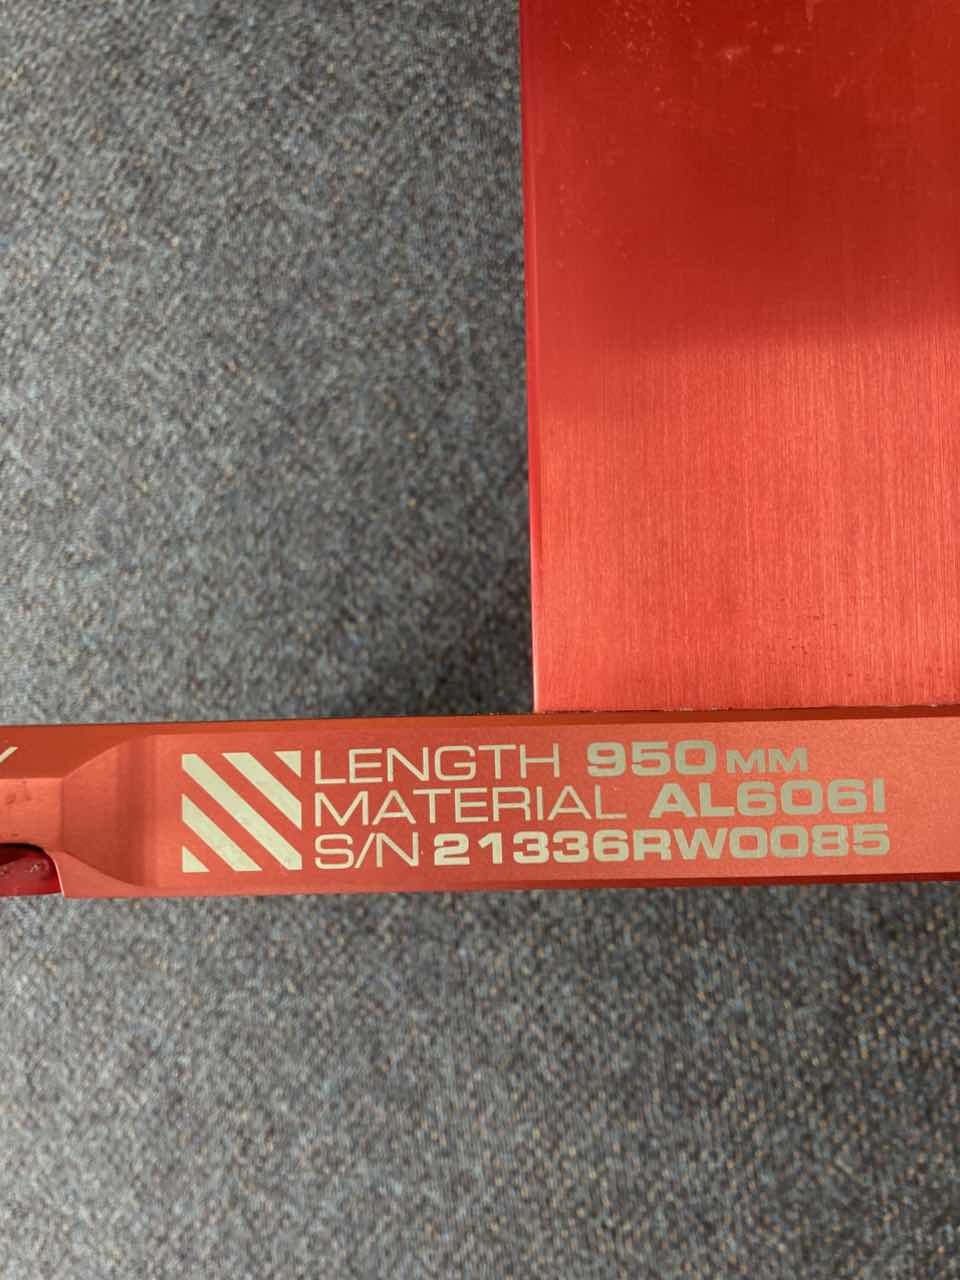 LENGTH 950MM
MATERIAL AL6061
S/N 21336RW0085